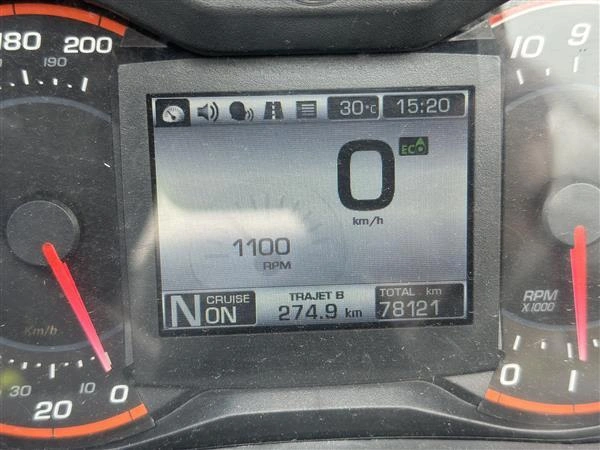 180 200
190
30°C 15:20
0
ECO
km/h
1100
RPM
N CRUISE ON
TRAJET B
274.9 km
TOTAL km
78121
Km/h
30 10 0
20
10 9
RPM
X1000
0 1